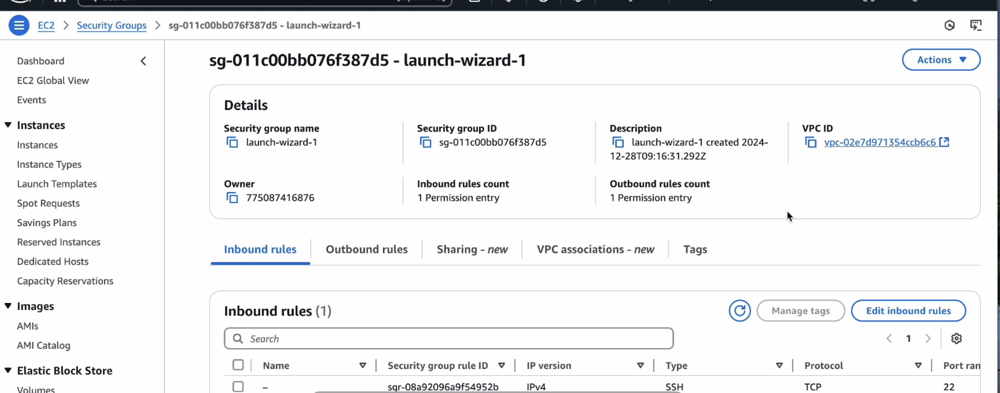 EC2 > Security Groups > sg-011c00bb076f387d5 - launch-wizard-1
Dashboard
EC2 Global View
Events
Instances
Instances
Instance Types
Launch Templates
Spot Requests
Savings Plans
Reserved Instances
Dedicated Hosts
Capacity Reservations
Images
AMIs
AMI Catalog
Elastic Block Store
Volumes
sg-011c00bb076f387d5 - launch-wizard-1
Actions
Details
Security group name
launch-wizard-1
Security group ID
sg-011c00bb076f387d5
Description
launch-wizard-1 created 2024-
12-28T09:16:31.292Z
VPC ID
vpc-02e7d971354ccb6c6
Owner
775087416876
Inbound rules count
1 Permission entry
Outbound rules count
1 Permission entry
Inbound rules
Outbound rules
Sharing - new
VPC associations - new
Tags
Inbound rules (1)
Manage tags
Edit inbound rules
Search
1
Name Security group rule ID IP version Type Protocol Port ran
– sgr-08a92096a9f54952b IPv4 SSH TCP 22